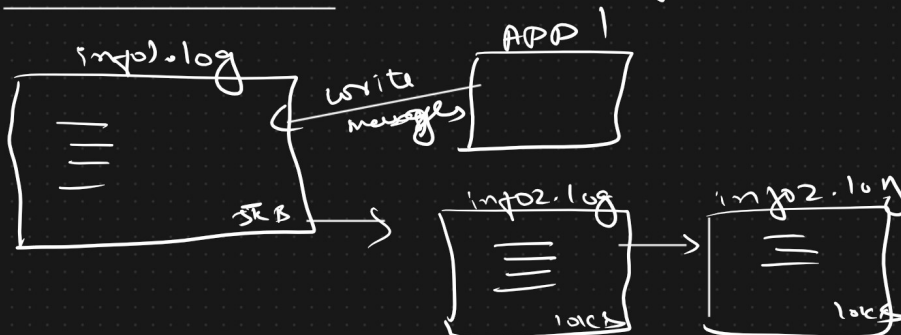 info1.log
APP 1
write
messages
5KB
info2.log
info2.log
10KB
10KB